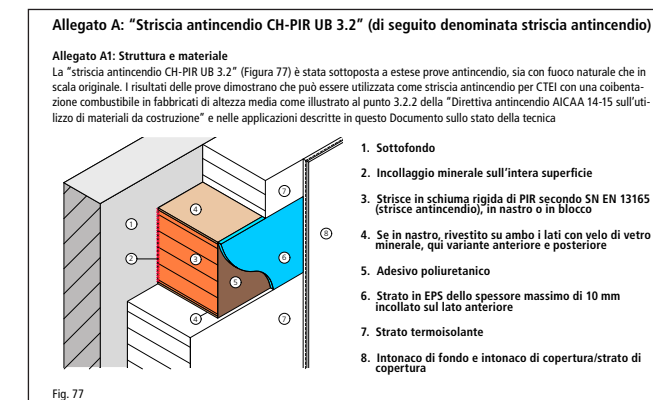 Allegato A: “Striscia antincendio CH-PIR UB 3.2” (di seguito denominata striscia antincendio)
Allegato A1: Struttura e materiale
La “striscia antincendio CH-PIR UB 3.2” (Figura 77) è stata sottoposta a estese prove antincendio, sia con fuoco naturale che in
scala originale. I risultati delle prove dimostrano che può essere utilizzata come striscia antincendio per CTEI con una coibenta-
zione combustibile in fabbricati di altezza media come illustrato al punto 3.2.2 della “Direttiva antincendio AICAA 14-15 sull’uti-
lizzo di materiali da costruzione” e nelle applicazioni descritte in questo Documento sullo stato della tecnica
1. Sottofondo
2. Incollaggio minerale sull’intera superficie
3. Strisce in schiuma rigida di PIR secondo SN EN 13165
(strisce antincendio), in nastro o in blocco
4. Se in nastro, rivestito su ambo i lati con velo di vetro
minerale, qui variante anteriore e posteriore
5. Adesivo poliuretanico
6. Strato in EPS dello spessore massimo di 10 mm
incollato sul lato anteriore
7. Strato termoisolante
8. Intonaco di fondo e intonaco di copertura/strato di
copertura
7
4
1
8
2
3
6
5
4
7
Fig. 77